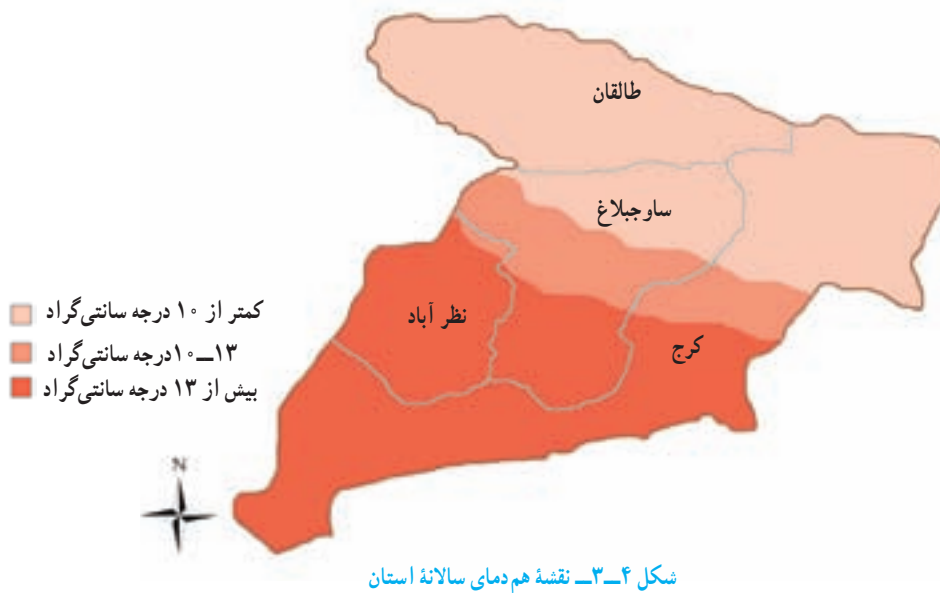 طالقان
ساوجبلاغ
نظر آباد
کرج
کمتر از ۱۰ درجه سانتی‌گراد
۱۳ــ۱۰درجه سانتی‌گراد
بیش از ۱۳ درجه سانتی‌گراد
N
شکل ۴ــ۳ــ نقشهٔ هم دمای سالانهٔ استان